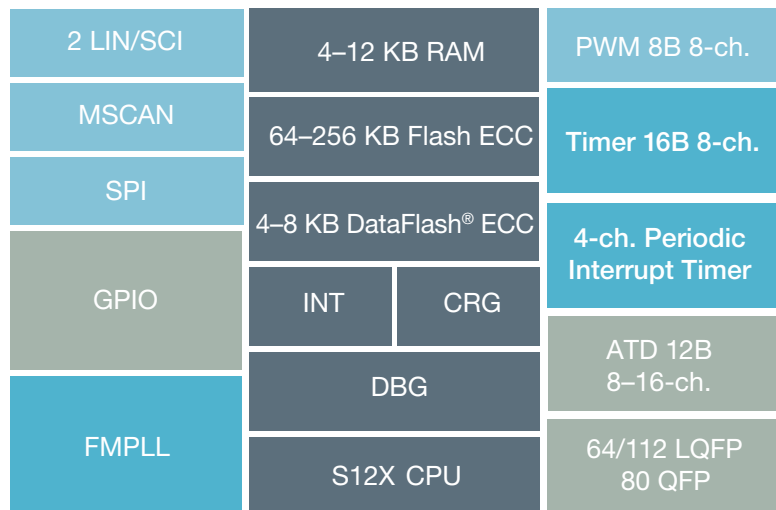 2 LIN/SCI
MSCAN
SPI
GPIO
FMPLL
4–12 KB RAM
64–256 KB Flash ECC
4–8 KB DataFlash® ECC
INT
CRG
DBG
S12X CPU
PWM 8B 8-ch.
Timer 16B 8-ch.
4-ch. Periodic
Interrupt Timer
ATD 12B
8–16-ch.
64/112 LQFP
80 QFP